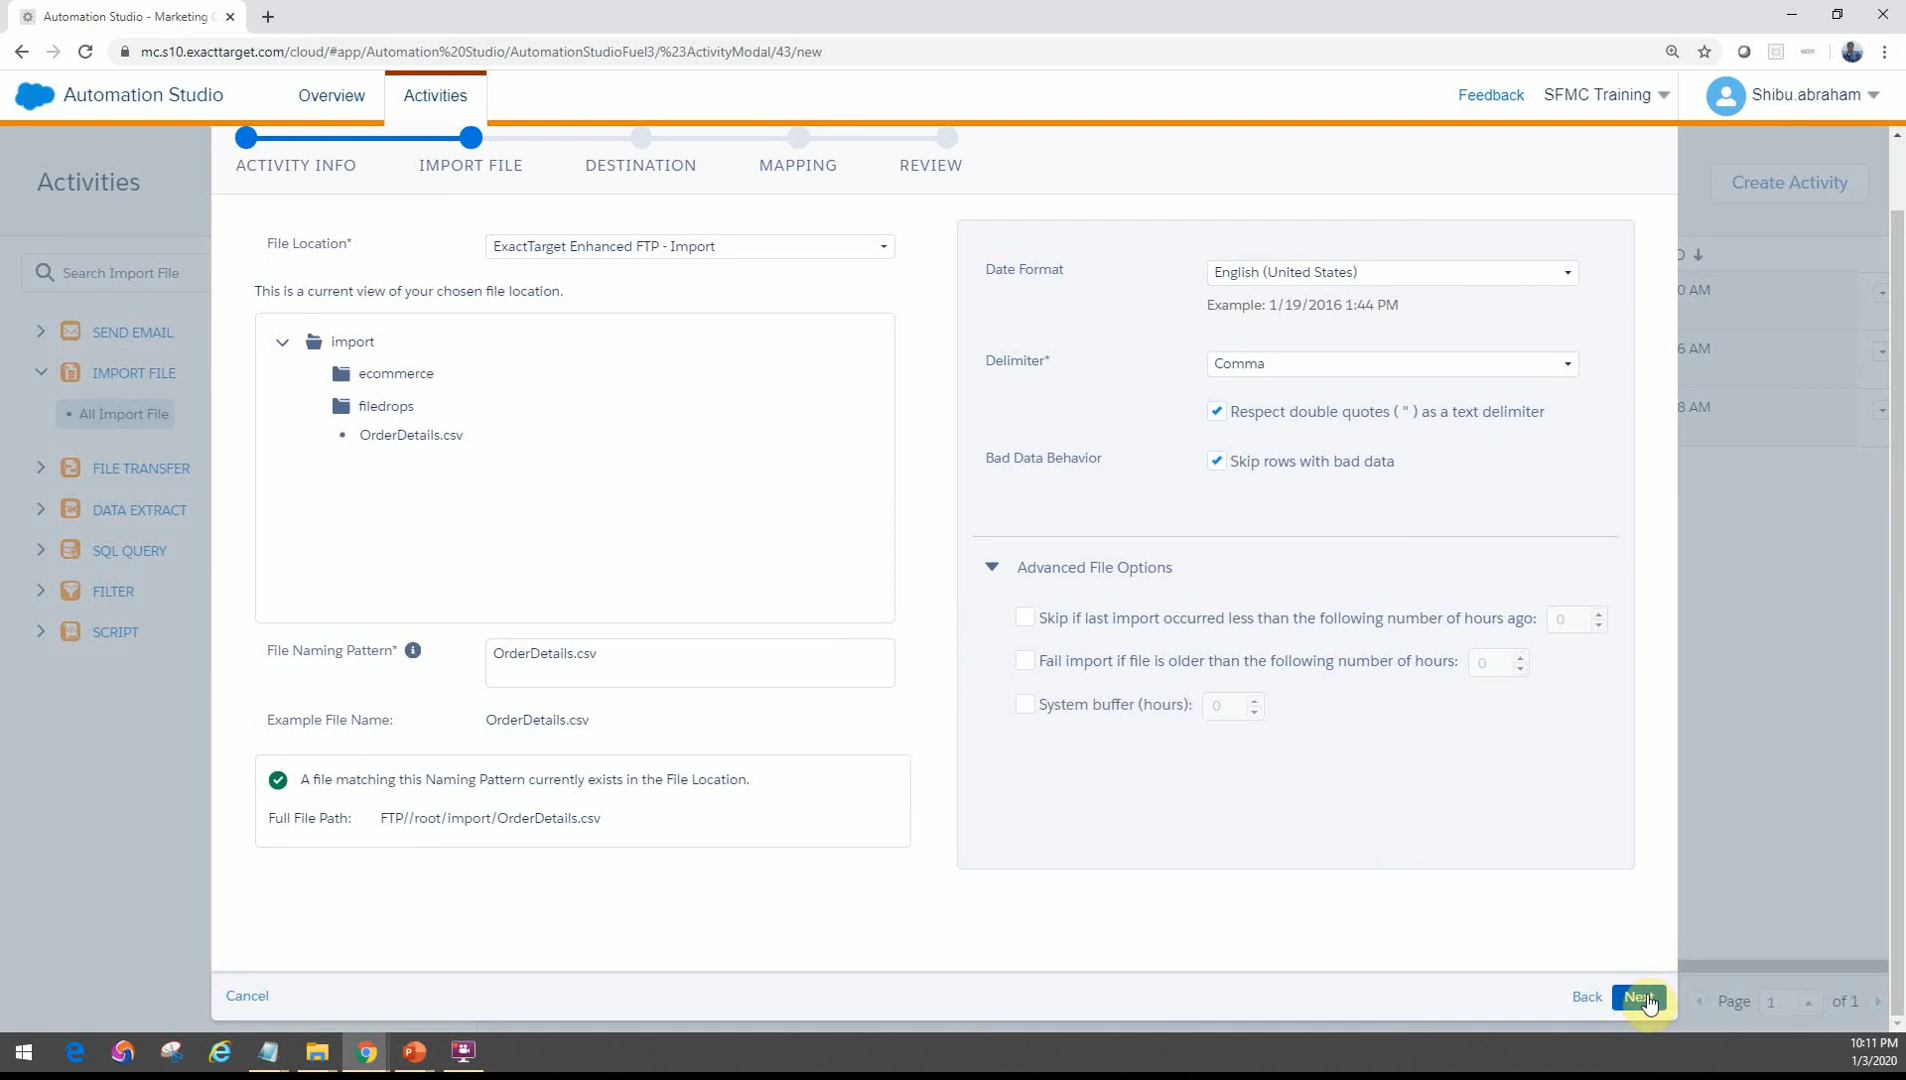 Automation Studio - Marketing C
mc.s10.exacttarget.com/cloud/#app/Automation%20Studio/AutomationStudioFuel3/%23ActivityModal/43/new
Automation Studio
Overview
Activities
Feedback
SFMC Training
Shibu.abraham
ACTIVITY INFO
IMPORT FILE
DESTINATION
MAPPING
REVIEW
Activities
Create Activity
Search Import File
SEND EMAIL
IMPORT FILE
• All Import File
FILE TRANSFER
DATA EXTRACT
SQL QUERY
FILTER
SCRIPT
File Location*
ExactTarget Enhanced FTP - Import
This is a current view of your chosen file location.
import
ecommerce
filedrops
• OrderDetails.csv
File Naming Pattern*
OrderDetails.csv
Example File Name:
OrderDetails.csv
A file matching this Naming Pattern currently exists in the File Location.
Full File Path: FTP//root/import/OrderDetails.csv
Date Format
English (United States)
Example: 1/19/2016 1:44 PM
Delimiter*
Comma
Respect double quotes ( " ) as a text delimiter
Bad Data Behavior
Skip rows with bad data
Advanced File Options
Skip if last import occurred less than the following number of hours ago: 0
Fail import if file is older than the following number of hours: 0
System buffer (hours): 0
0 AM
6 AM
8 AM
Cancel
Back
Next
Page 1 of 1
10:11 PM
1/3/2020